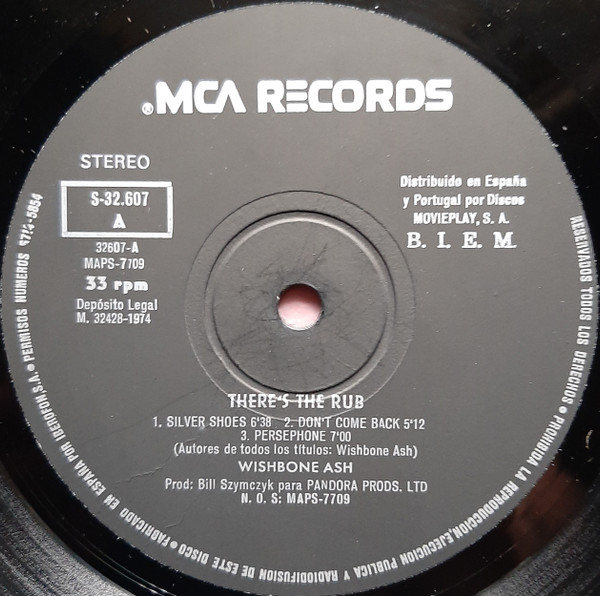 ®MCA RECORDS
STEREO
S-32.607
A
32607-A
MAPS-7709
33 rpm
Depósito Legal
M. 32428-1974
Distribuido en España
y Portugal por Discos
MOVIEPLAY, S. A.
B. I. E. M.
THERE'S THE RUB
1. SILVER SHOES 6'38 2. DON'T COME BACK 5'12
3. PERSEPHONE 7'00
(Autores de todos los títulos: Wishbone Ash)
WISHBONE ASH
Prod: Bill Szymczyk para PANDORA PRODS. LTD
N. O. S: MAPS-7709
RESERVADOS TODOS LOS DERECHOS • PROHIBIDA LA REPRODUCCION, EJECUCION PUBLICA Y RADIODIFUSION DE ESTE DISCO • FABRICADO EN ESPAÑA POR IBEROFON, S.A. • PERMISOS NUMEROS